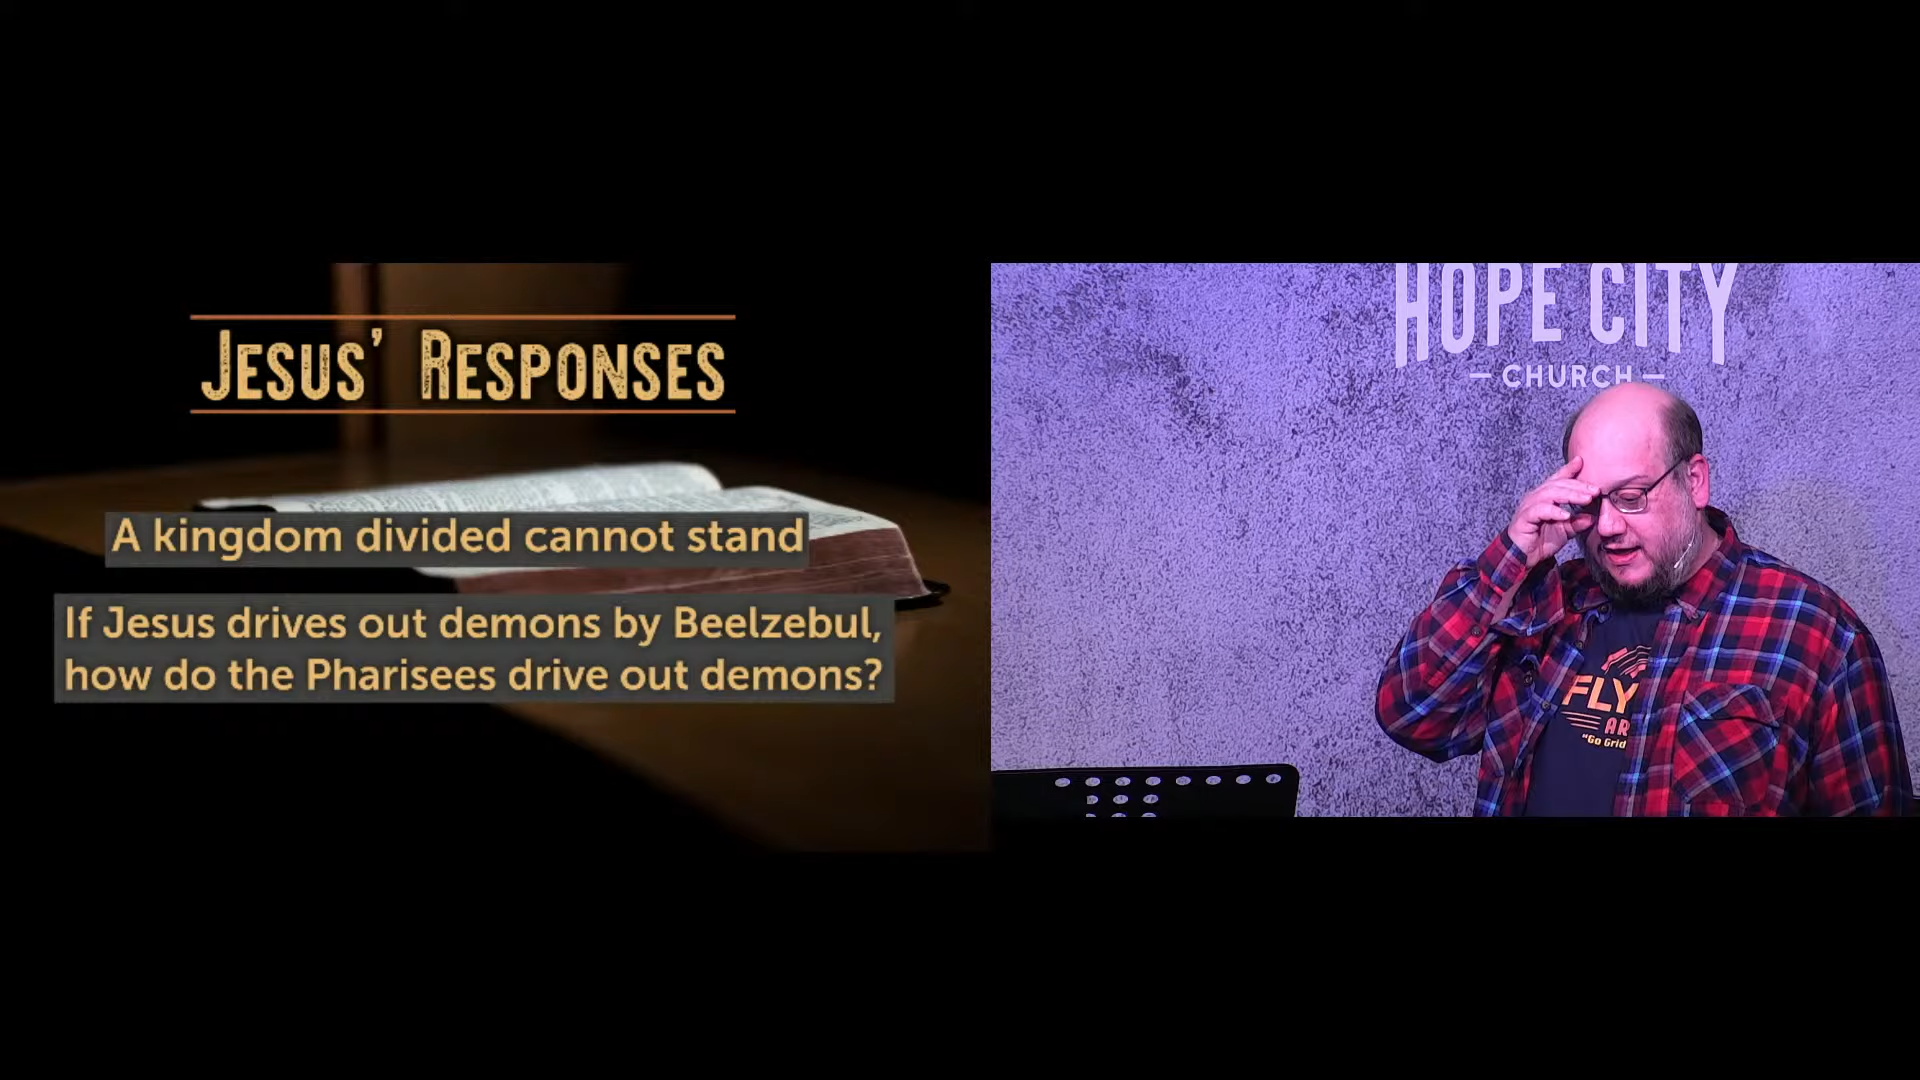 JESUS' RESPONSES
A kingdom divided cannot stand
If Jesus drives out demons by Beelzebul,
how do the Pharisees drive out demons?
HOPE CITY
– CHURCH –
FLY
AR
"Go Grid